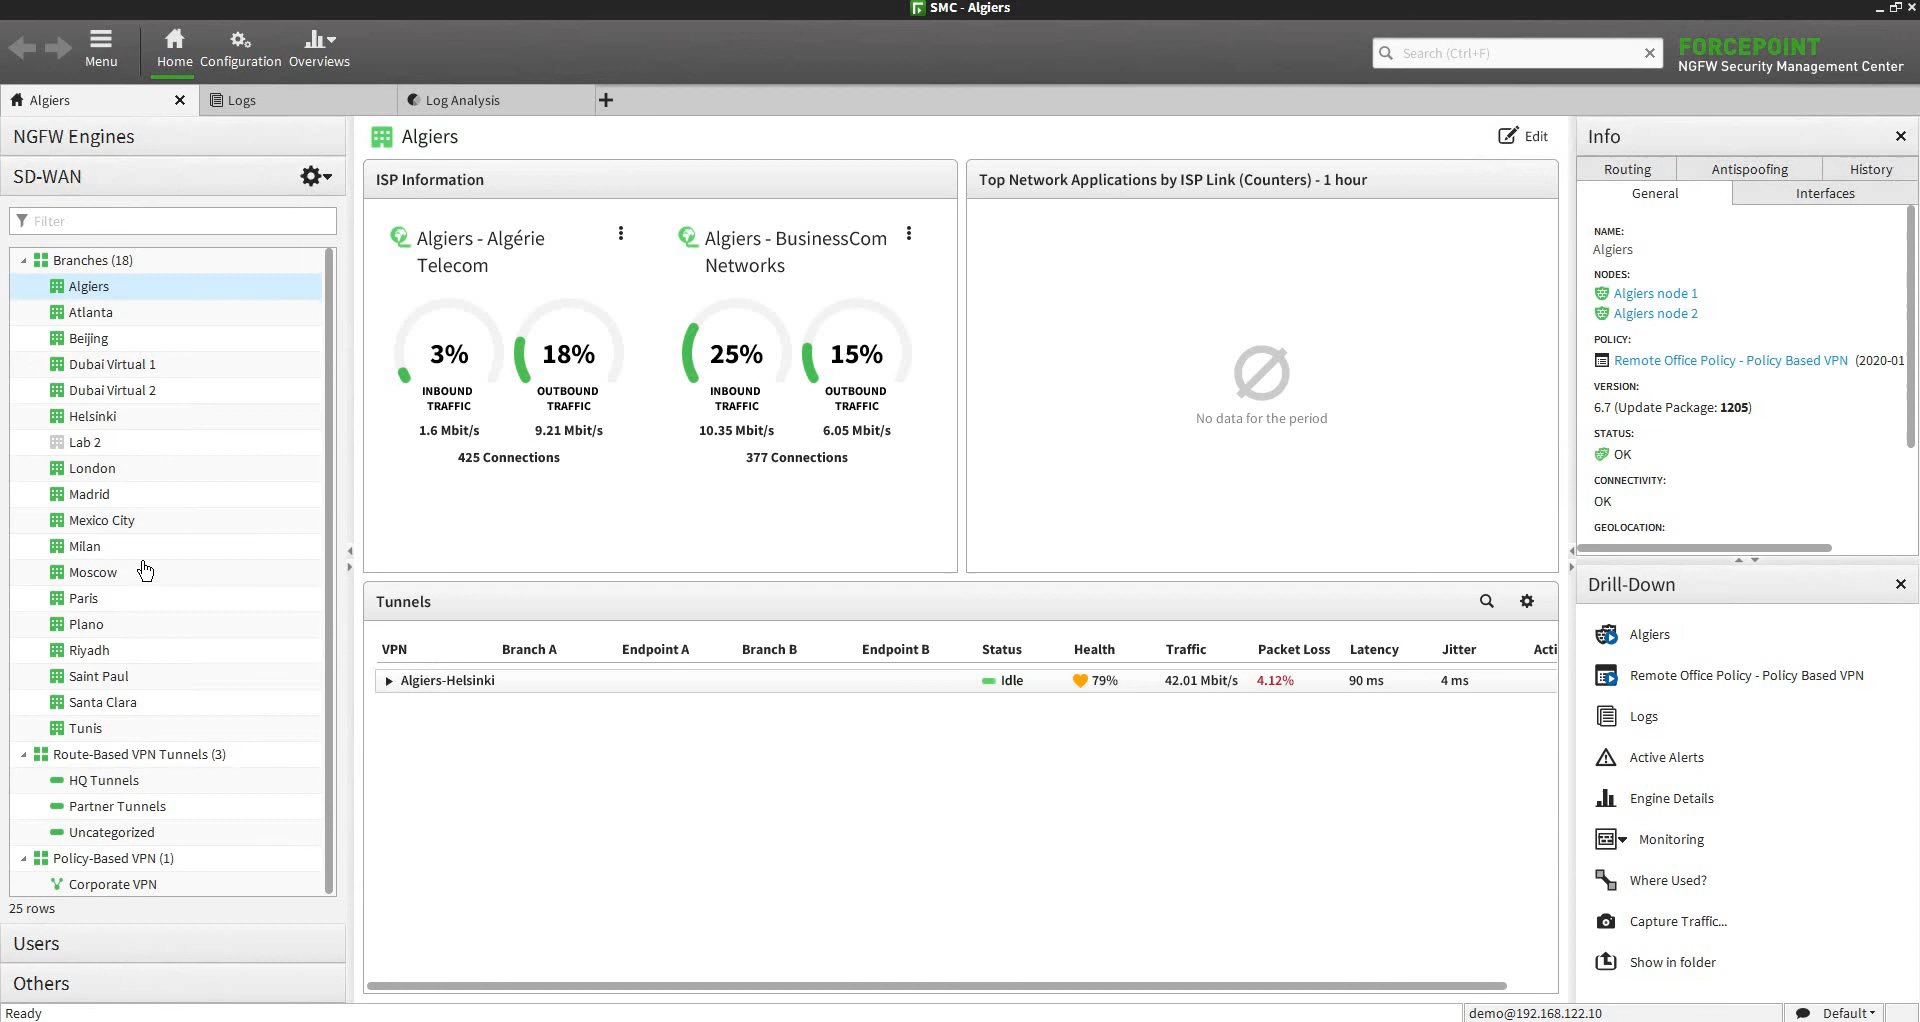 SMC - Algiers
Menu
Home
Configuration
Overviews
Search (Ctrl+F)
FORCEPOINT
NGFW Security Management Center
Algiers
Logs
Log Analysis
NGFW Engines
SD-WAN
Filter
Branches (18)
Algiers
Atlanta
Beijing
Dubai Virtual 1
Dubai Virtual 2
Helsinki
Lab 2
London
Madrid
Mexico City
Milan
Moscow
Paris
Plano
Riyadh
Saint Paul
Santa Clara
Tunis
Route-Based VPN Tunnels (3)
HQ Tunnels
Partner Tunnels
Uncategorized
Policy-Based VPN (1)
Corporate VPN
25 rows
Users
Others
Algiers
Edit
ISP Information
Algiers - Algérie
Telecom
3%
INBOUND
TRAFFIC
1.6 Mbit/s
18%
OUTBOUND
TRAFFIC
9.21 Mbit/s
425 Connections
Algiers - BusinessCom
Networks
25%
INBOUND
TRAFFIC
10.35 Mbit/s
15%
OUTBOUND
TRAFFIC
6.05 Mbit/s
377 Connections
Top Network Applications by ISP Link (Counters) - 1 hour
No data for the period
Tunnels
VPN Branch A Endpoint A Branch B Endpoint B Status Health Traffic Packet Loss Latency Jitter Acti
Algiers-Helsinki Idle 79% 42.01 Mbit/s 4.12% 90 ms 4 ms
Info
Routing Antispoofing History
General Interfaces
NAME:
Algiers
NODES:
Algiers node 1
Algiers node 2
POLICY:
Remote Office Policy - Policy Based VPN (2020-01
VERSION:
6.7 (Update Package: 1205)
STATUS:
OK
CONNECTIVITY:
OK
GEOLOCATION:
Drill-Down
Algiers
Remote Office Policy - Policy Based VPN
Logs
Active Alerts
Engine Details
Monitoring
Where Used?
Capture Traffic...
Show in folder
Ready
demo@192.168.122.10
Default